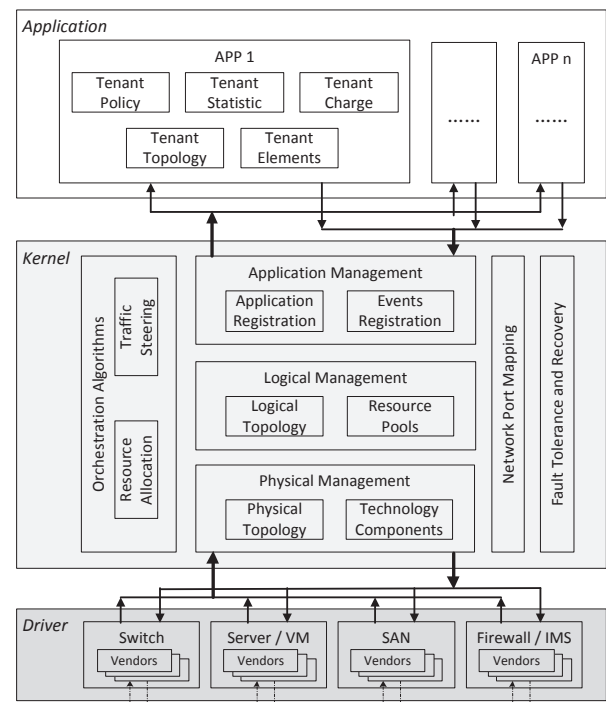 Application
APP 1
Tenant
Policy
Tenant
Statistic
Tenant
Charge
Tenant
Topology
Tenant
Elements
......
APP n
......
Kernel
Orchestration Algorithms
Traffic
Steering
Resource
Allocation
Application Management
Application
Registration
Events
Registration
Logical Management
Logical
Topology
Resource
Pools
Physical Management
Physical
Topology
Technology
Components
Network Port Mapping
Fault Tolerance and Recovery
Driver
Switch
Vendors
Server / VM
Vendors
SAN
Vendors
Firewall / IMS
Vendors